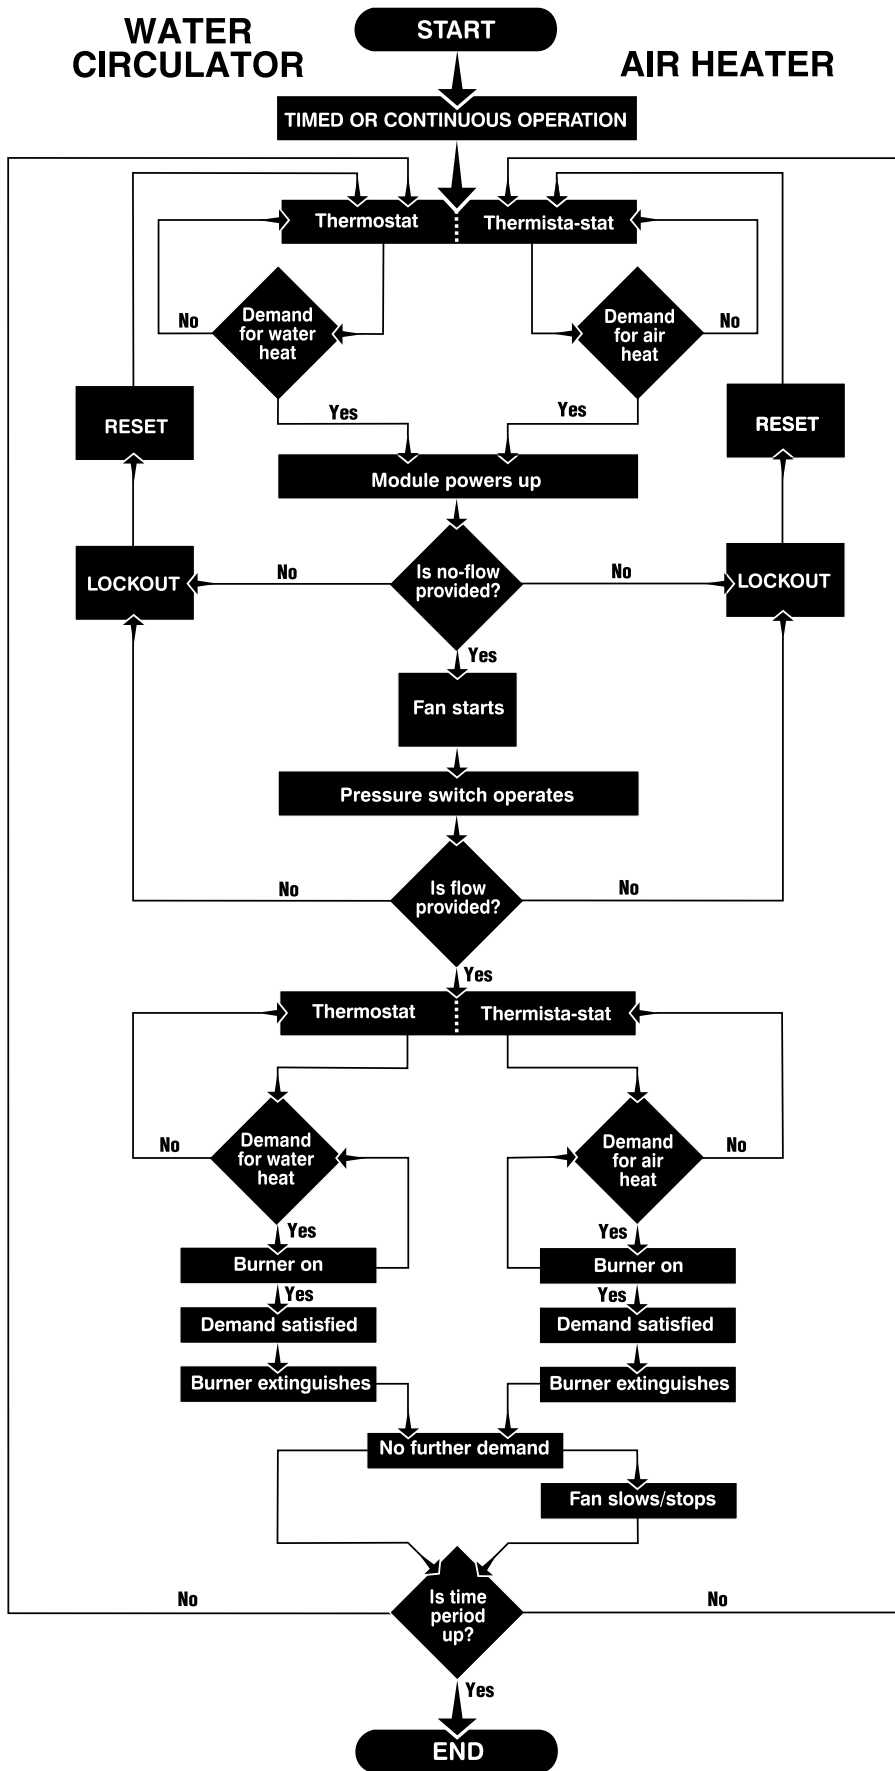 WATER
CIRCULATOR
START
AIR HEATER
TIMED OR CONTINUOUS OPERATION
Thermostat
Thermista-stat
No
Demand
for water
heat
Demand
for air
heat
No
Yes
Yes
RESET
RESET
Module powers up
LOCKOUT
No
Is no-flow
provided?
No
LOCKOUT
Yes
Fan starts
Pressure switch operates
No
Is flow
provided?
No
Yes
Thermostat
Thermista-stat
No
Demand
for water
heat
Demand
for air
heat
No
Yes
Yes
Burner on
Burner on
Yes
Yes
Demand satisfied
Demand satisfied
Burner extinguishes
Burner extinguishes
No further demand
Fan slows/stops
No
Is time
period
up?
No
Yes
END